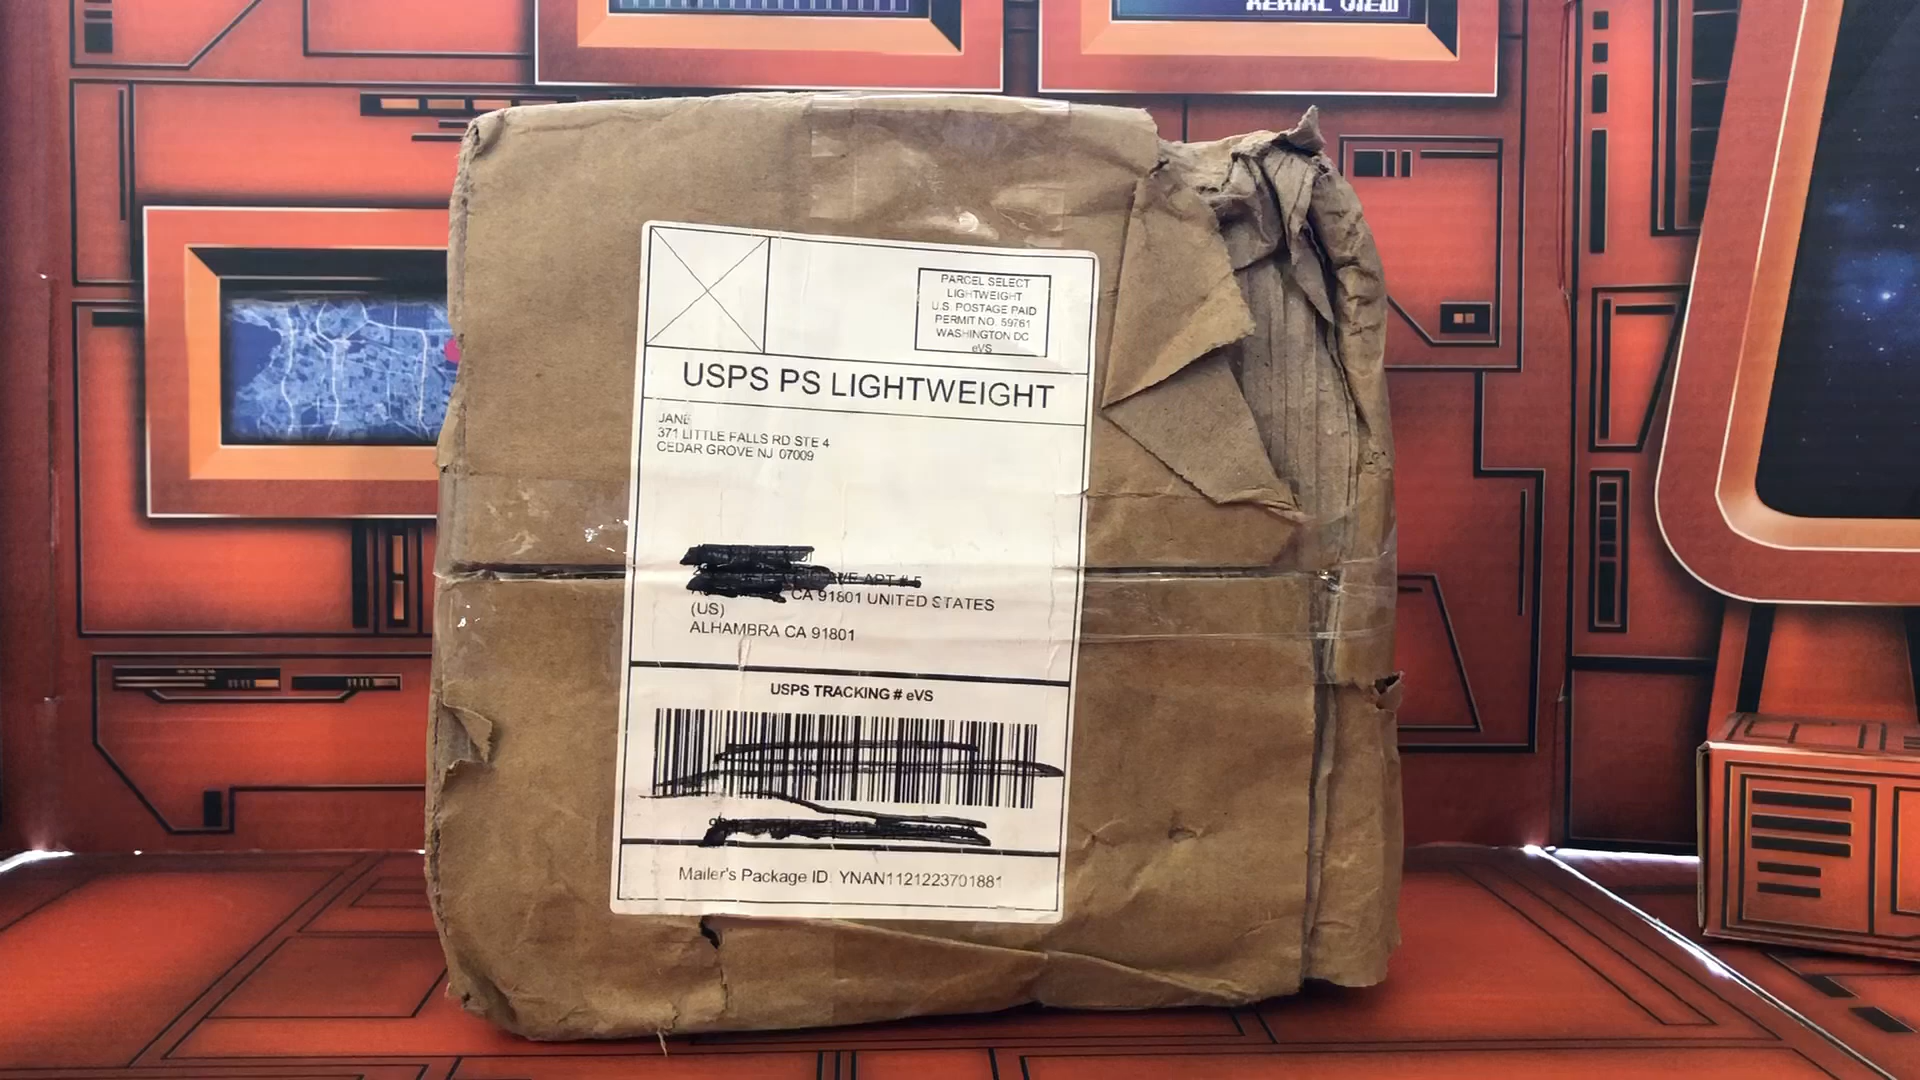 AERIAL VIEW
PARCEL SELECT
LIGHTWEIGHT
U.S. POSTAGE PAID
PERMIT NO. 59761
WASHINGTON DC
eVS
USPS PS LIGHTWEIGHT
JANE
371 LITTLE FALLS RD STE 4
CEDAR GROVE NJ 07009
CA 91801 UNITED STATES
(US)
ALHAMBRA CA 91801
USPS TRACKING # eVS
Mailer's Package ID: YNAN1121223701881